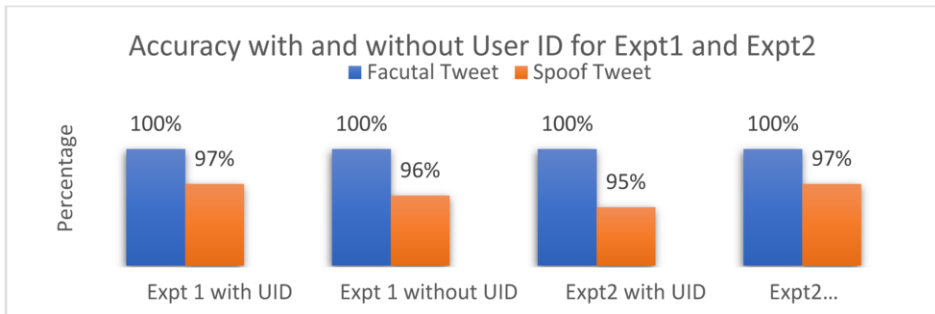 Accuracy with and without User ID for Expt1 and Expt2
Facutal Tweet Spoof Tweet
Percentage
100% 97% 100% 96% 100% 95% 100% 97%
Expt 1 with UID Expt 1 without UID Expt2 with UID Expt2...